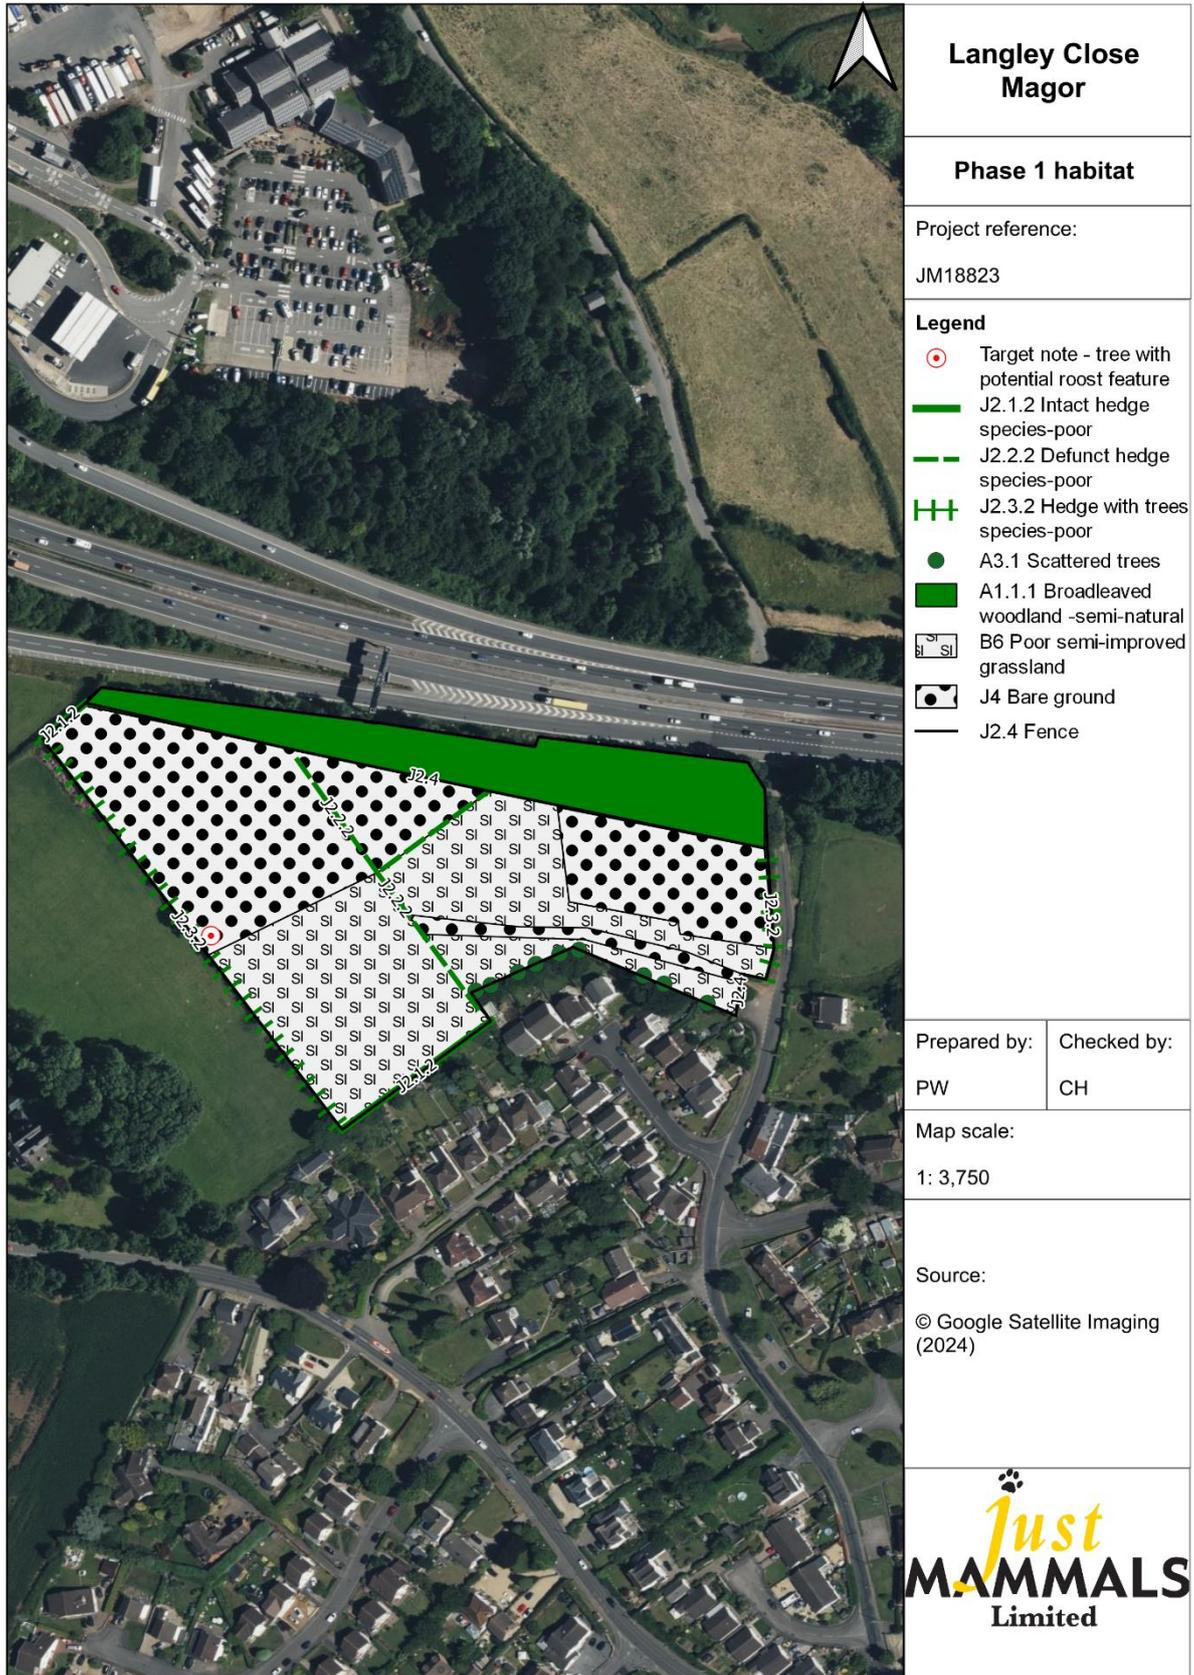 Langley Close
Magor
Phase 1 habitat
Project reference:
JM18823
Legend
Target note - tree with
potential roost feature
J2.1.2 Intact hedge
species-poor
J2.2.2 Defunct hedge
species-poor
J2.3.2 Hedge with trees
species-poor
A3.1 Scattered trees
A1.1.1 Broadleaved
woodland -semi-natural
SI
SI SI
B6 Poor semi-improved
grassland
J4 Bare ground
J2.4 Fence
J2.1.2
J2.4
J2.2.2
J2.2.2
J2.3.2
J2.3.2
J2.4
J2.1.2
Prepared by:
PW
Checked by:
CH
Map scale:
1: 3,750
Source:
© Google Satellite Imaging
(2024)
Just
MAMMALS
Limited